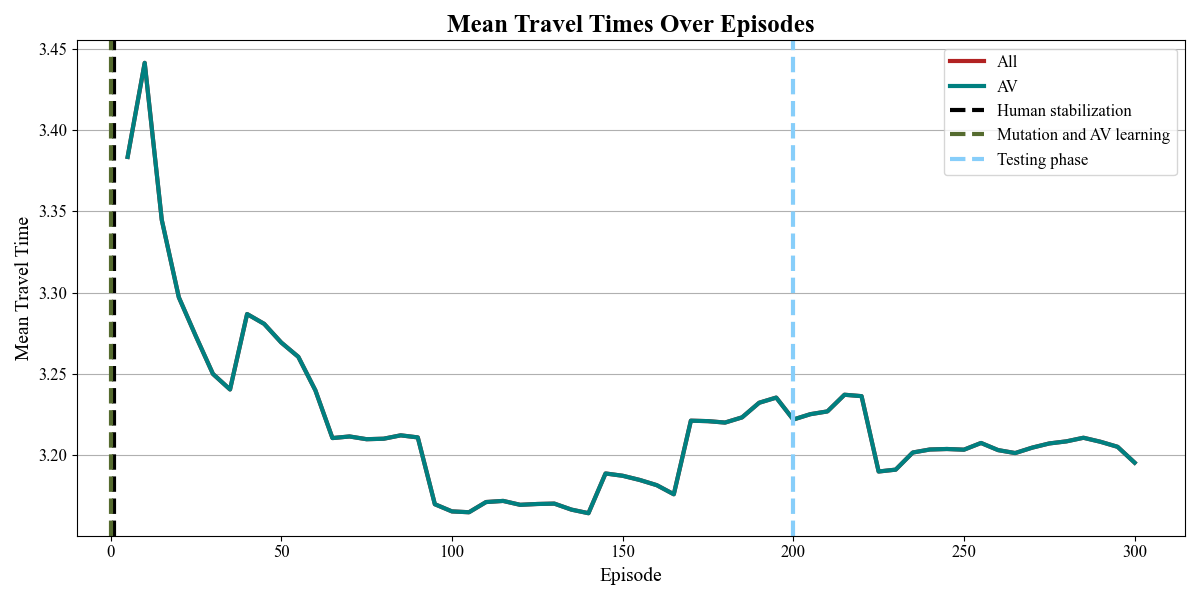 Mean Travel Times Over Episodes
3.45
3.40
3.35
3.30
3.25
3.20
Mean Travel Time
All
AV
Human stabilization
Mutation and AV learning
Testing phase
0 50 100 150 200 250 300
Episode